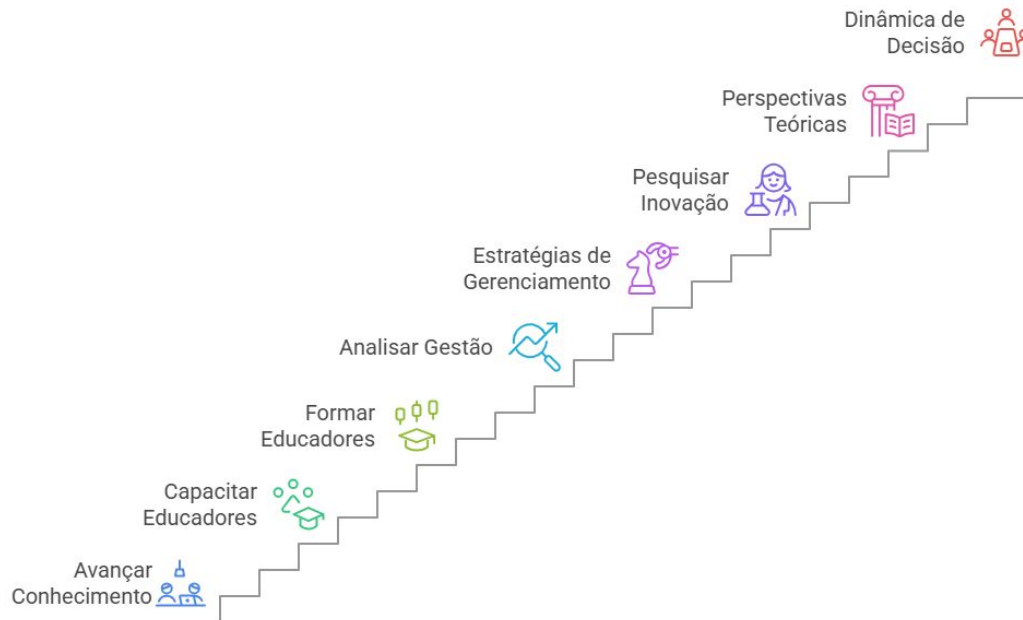 Dinâmica de
Decisão
Perspectivas
Teóricas
Pesquisar
Inovação
Estratégias de
Gerenciamento
Analisar Gestão
Formar
Educadores
Capacitar
Educadores
Avançar
Conhecimento